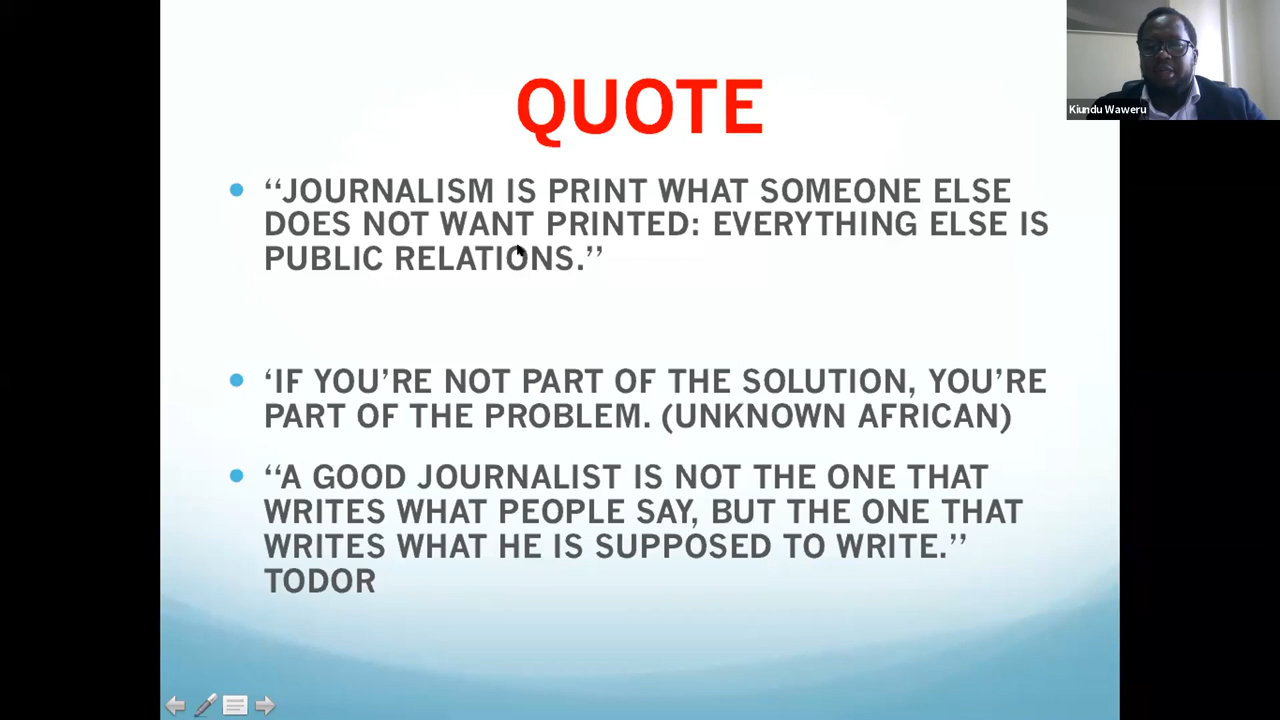 QUOTE
‘‘JOURNALISM IS PRINT WHAT SOMEONE ELSE
DOES NOT WANT PRINTED: EVERYTHING ELSE IS
PUBLIC RELATIONS.’’
‘IF YOU’RE NOT PART OF THE SOLUTION, YOU’RE
PART OF THE PROBLEM. (UNKNOWN AFRICAN)
‘‘A GOOD JOURNALIST IS NOT THE ONE THAT
WRITES WHAT PEOPLE SAY, BUT THE ONE THAT
WRITES WHAT HE IS SUPPOSED TO WRITE.’’
TODOR
Kiundu Waweru